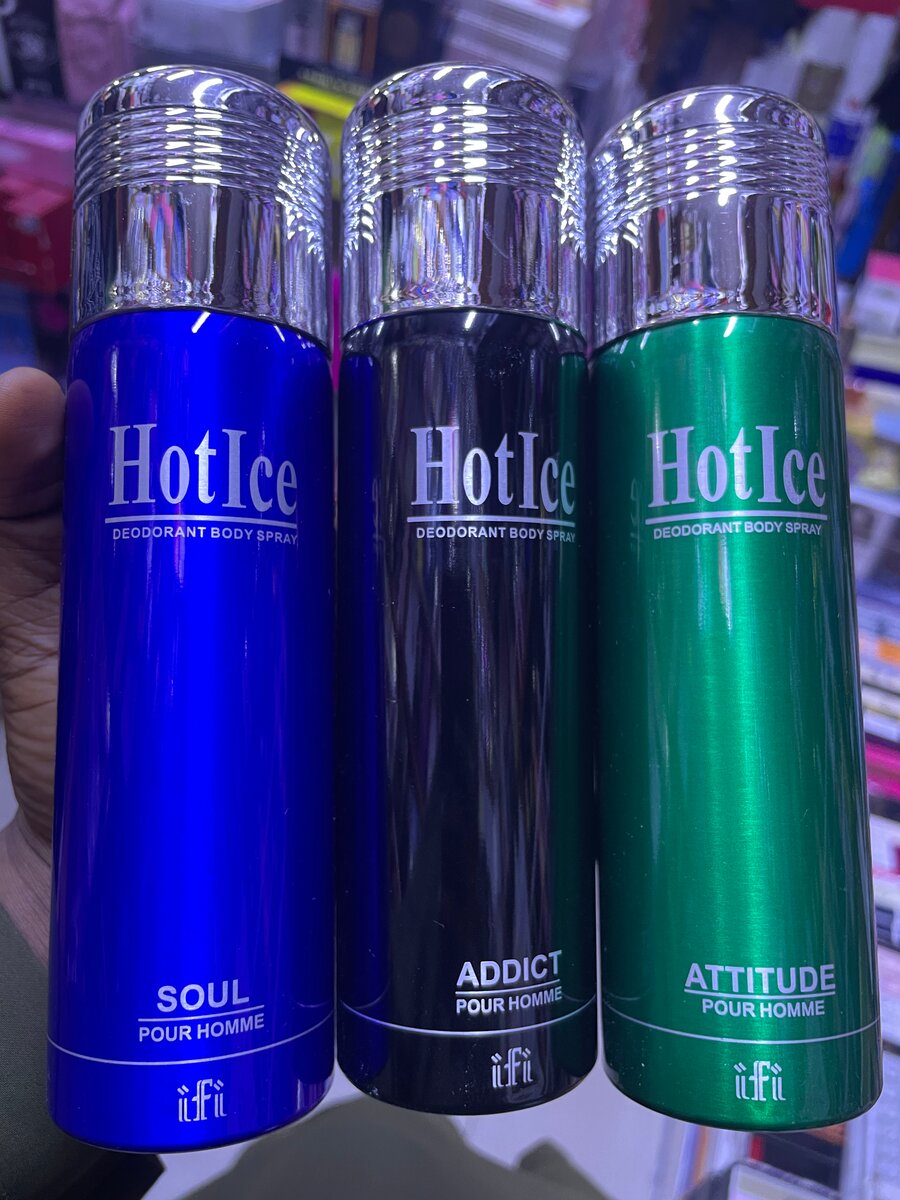 HotIce
DEODORANT BODY SPRAY
SOUL
POUR HOMME
ifi
HotIce
DEODORANT BODY SPRAY
ADDICT
POUR HOMME
ifi
HotIce
DEODORANT BODY SPRAY
ATTITUDE
POUR HOMME
ifi